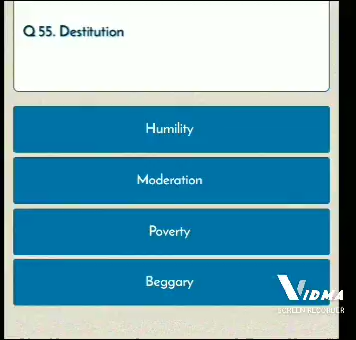 Q 55. Destitution
Humility
Moderation
Poverty
Beggary
VIDMA
SCREEN RECORDER